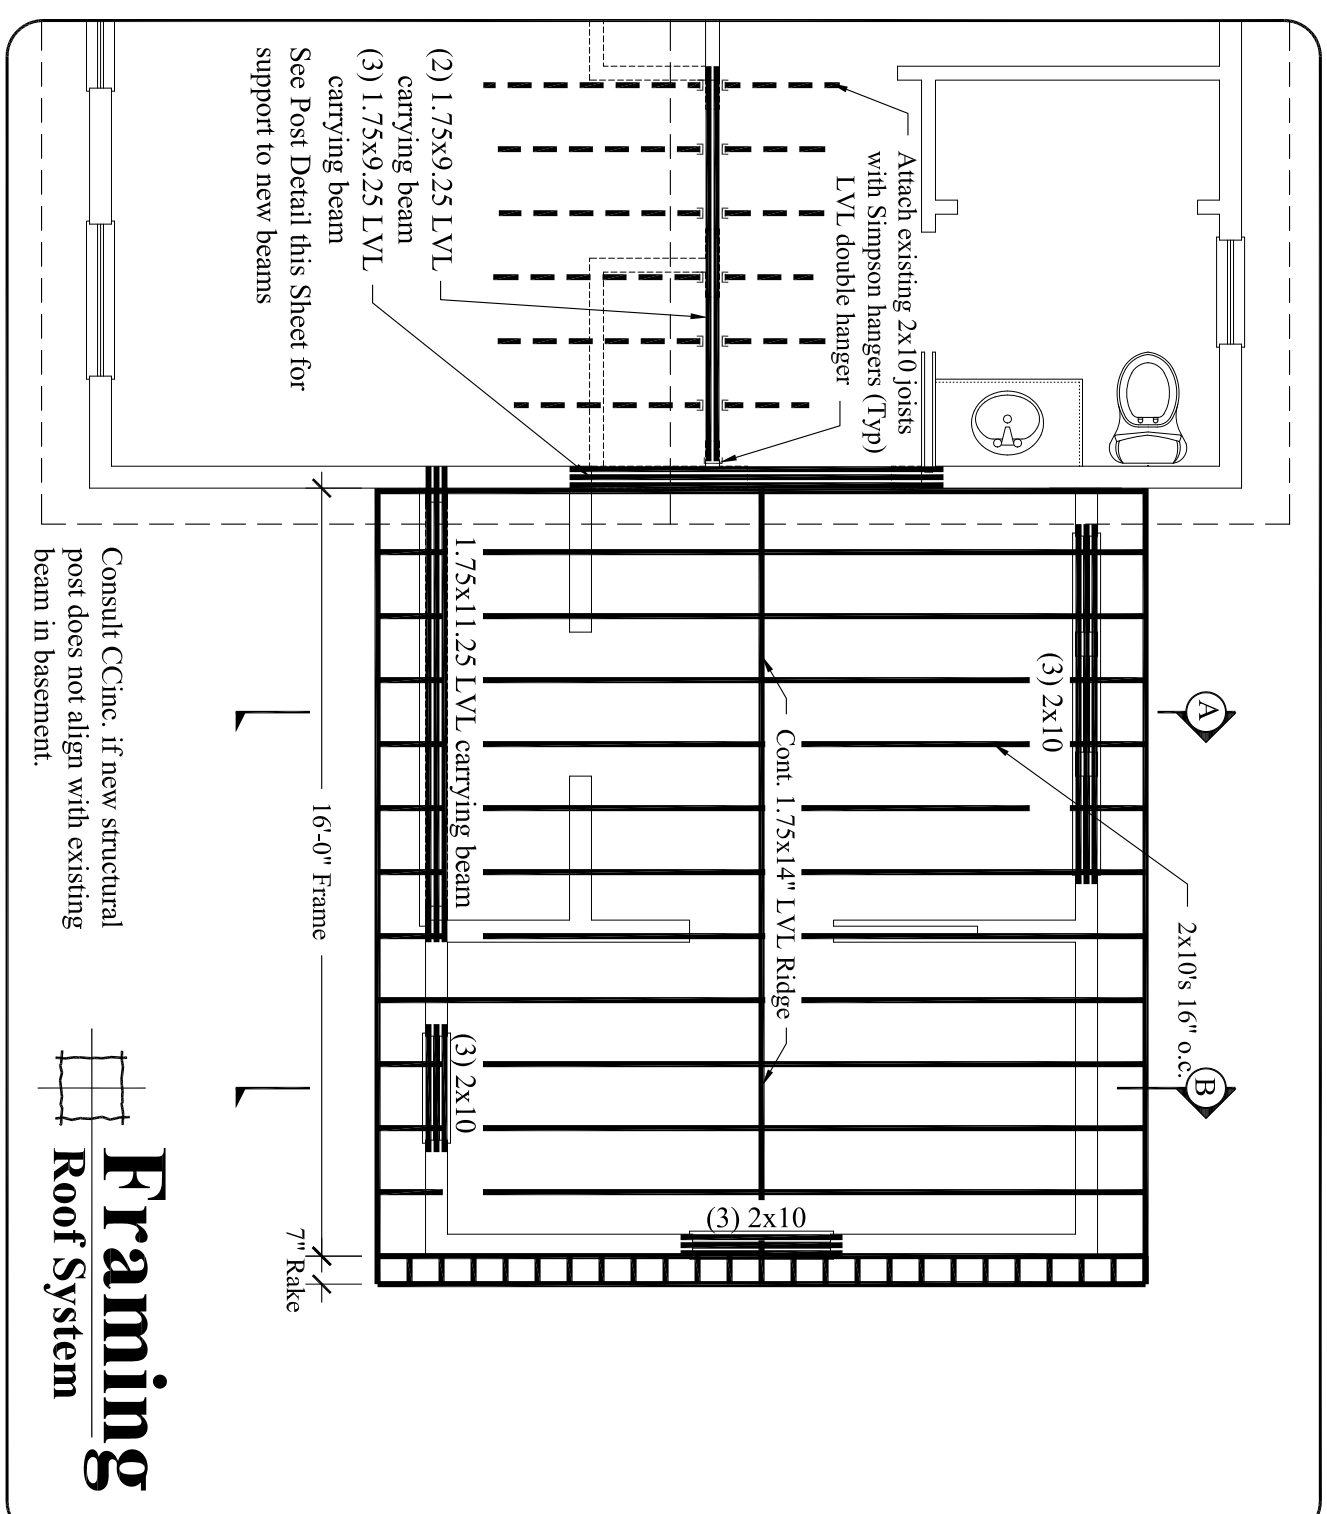 Attach existing 2x10 joists
with Simpson hangers (Typ)
LVL double hanger
(2) 1.75x9.25 LVL
carrying beam
(3) 1.75x9.25 LVL
carrying beam
See Post Detail this Sheet for
support to new beams
A
2x10's 16" o.c.
B
(3) 2x10
Cont. 1.75x14" LVL Ridge
1.75x11.25 LVL carrying beam
(3) 2x10
(3) 2x10
16'-0" Frame
7" Rake
Consult CCinc. if new structural
post does not align with existing
beam in basement.
Framing
Roof System